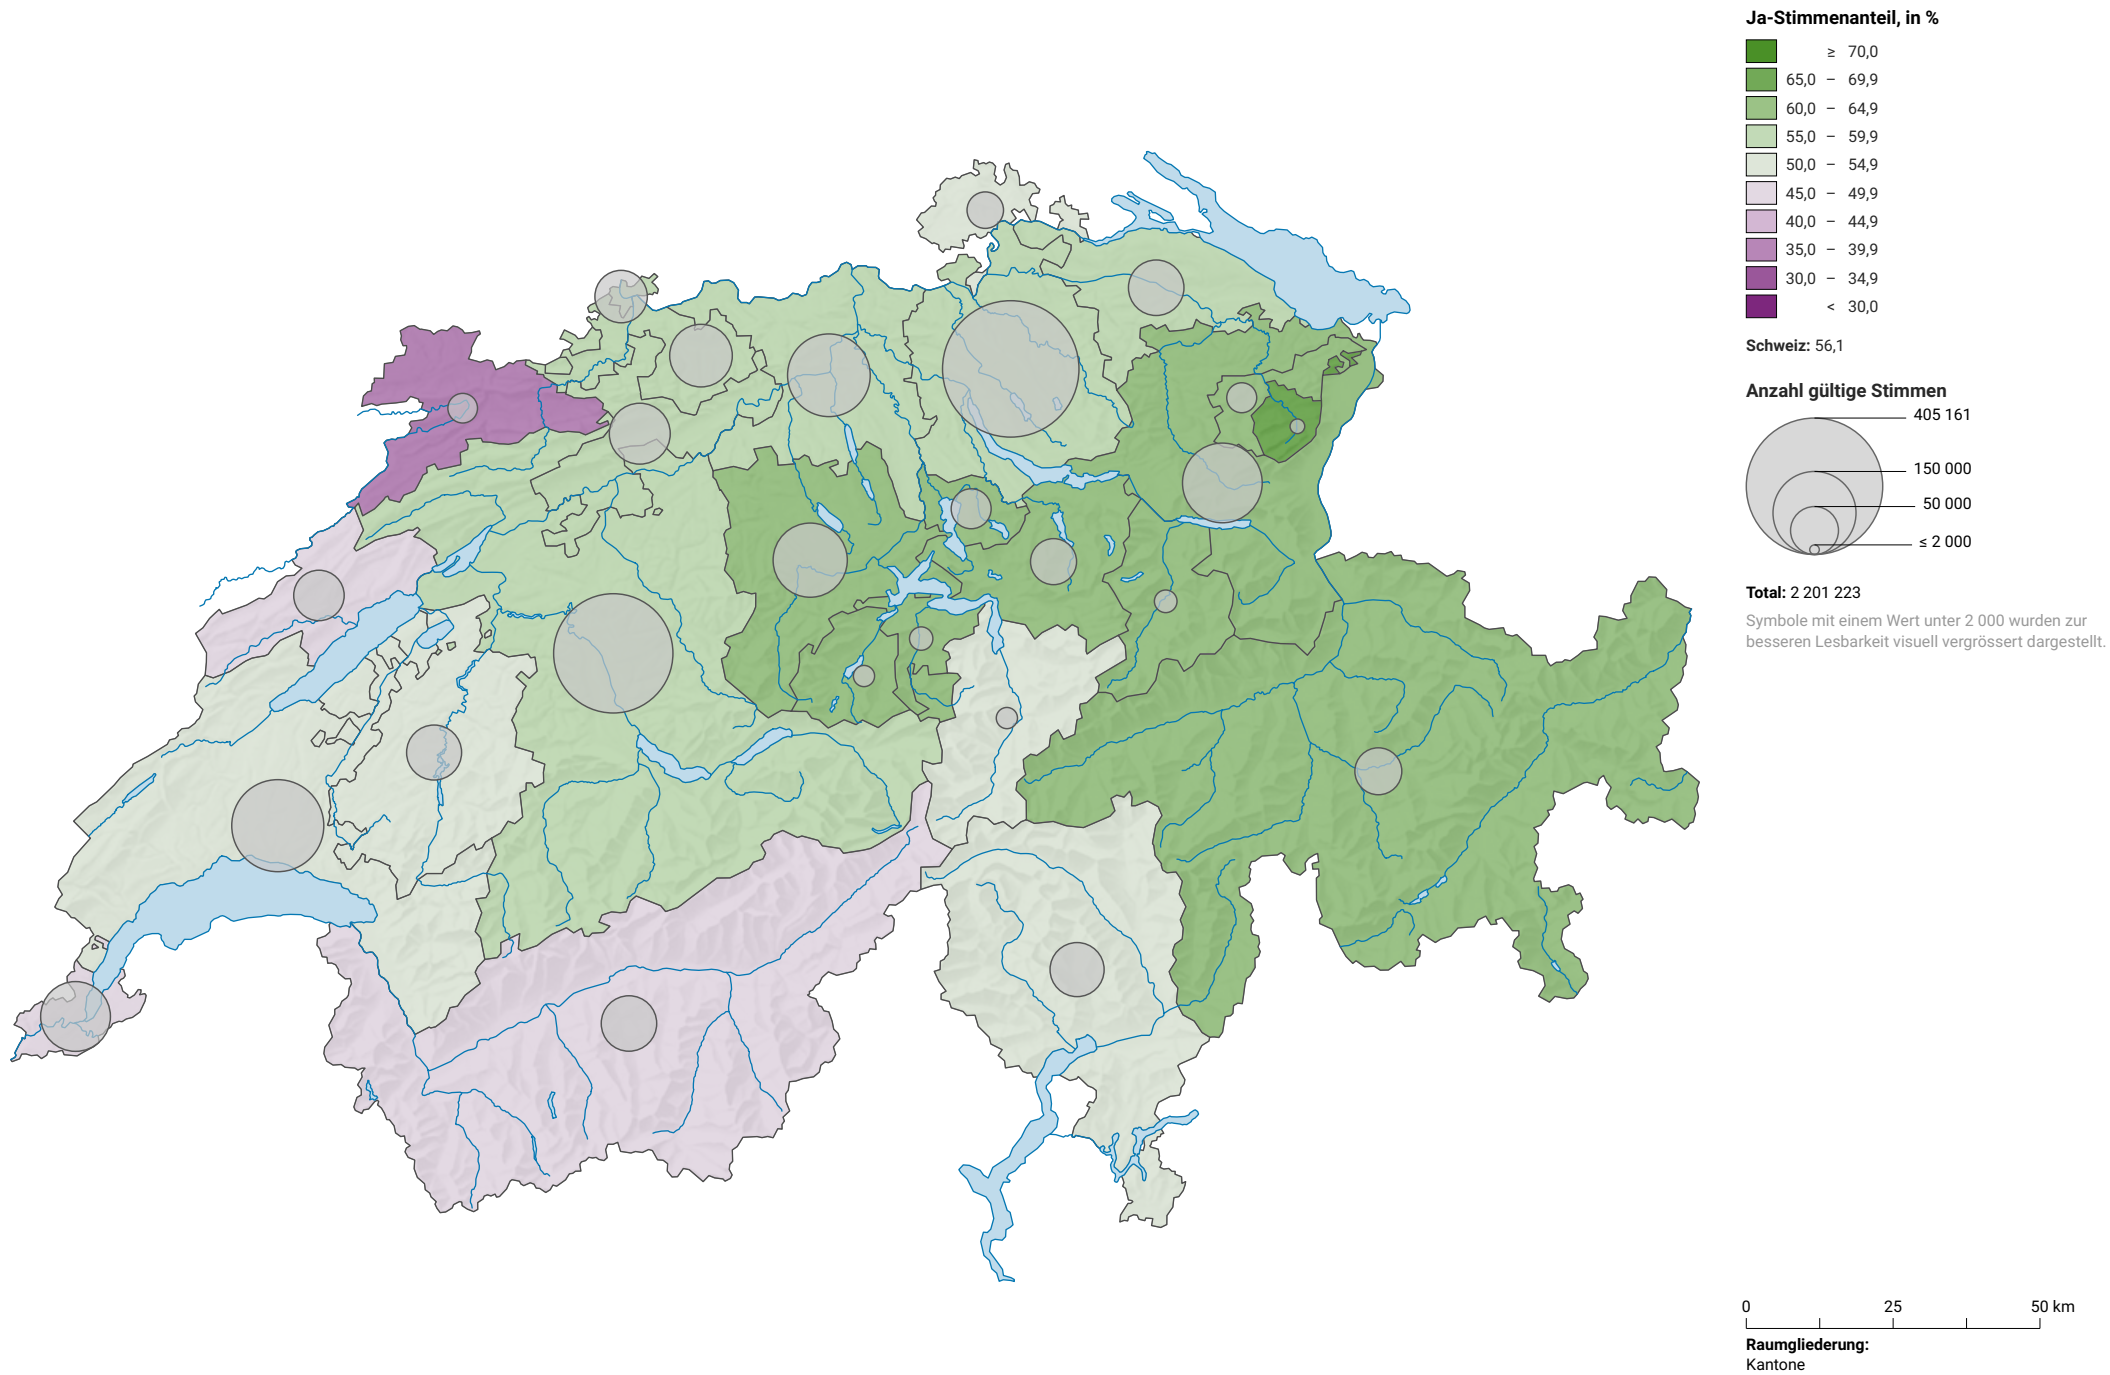 Ja-Stimmenanteil, in %
≥ 70,0
65,0 – 69,9
60,0 – 64,9
55,0 – 59,9
50,0 – 54,9
45,0 – 49,9
40,0 – 44,9
35,0 – 39,9
30,0 – 34,9
< 30,0
Schweiz: 56,1
Anzahl gültige Stimmen
405 161
150 000
50 000
≤ 2 000
Total: 2 201 223
Symbole mit einem Wert unter 2 000 wurden zur
besseren Lesbarkeit visuell vergrössert dargestellt.
0 25 50 km
Raumgliederung:
Kantone